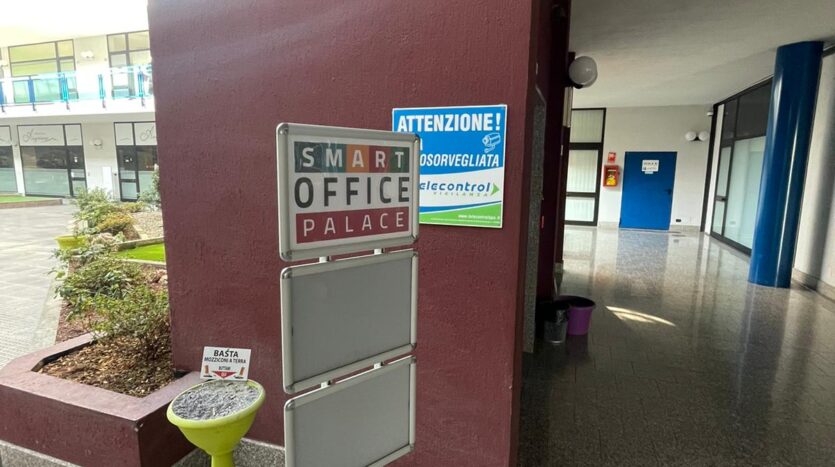 SMART
OFFICE
PALACE
ATTENZIONE!
OSORVEGLIATA
elecontrol
VIGILANZA
BASTA
MOZZICONI A TERRA